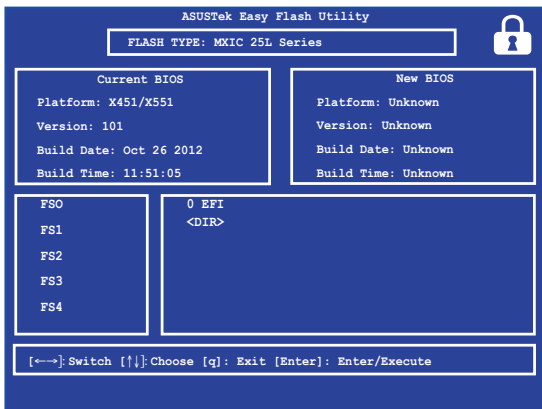 ASUSTek Easy Flash Utility
FLASH TYPE: MXIC 25L Series
Current BIOS
Platform: X451/X551
Version: 101
Build Date: Oct 26 2012
Build Time: 11:51:05
New BIOS
Platform: Unknown
Version: Unknown
Build Date: Unknown
Build Time: Unknown
FSO
FS1
FS2
FS3
FS4
0 EFI
<DIR>
[←→]: Switch [↑↓]: Choose [q]: Exit [Enter]: Enter/Execute